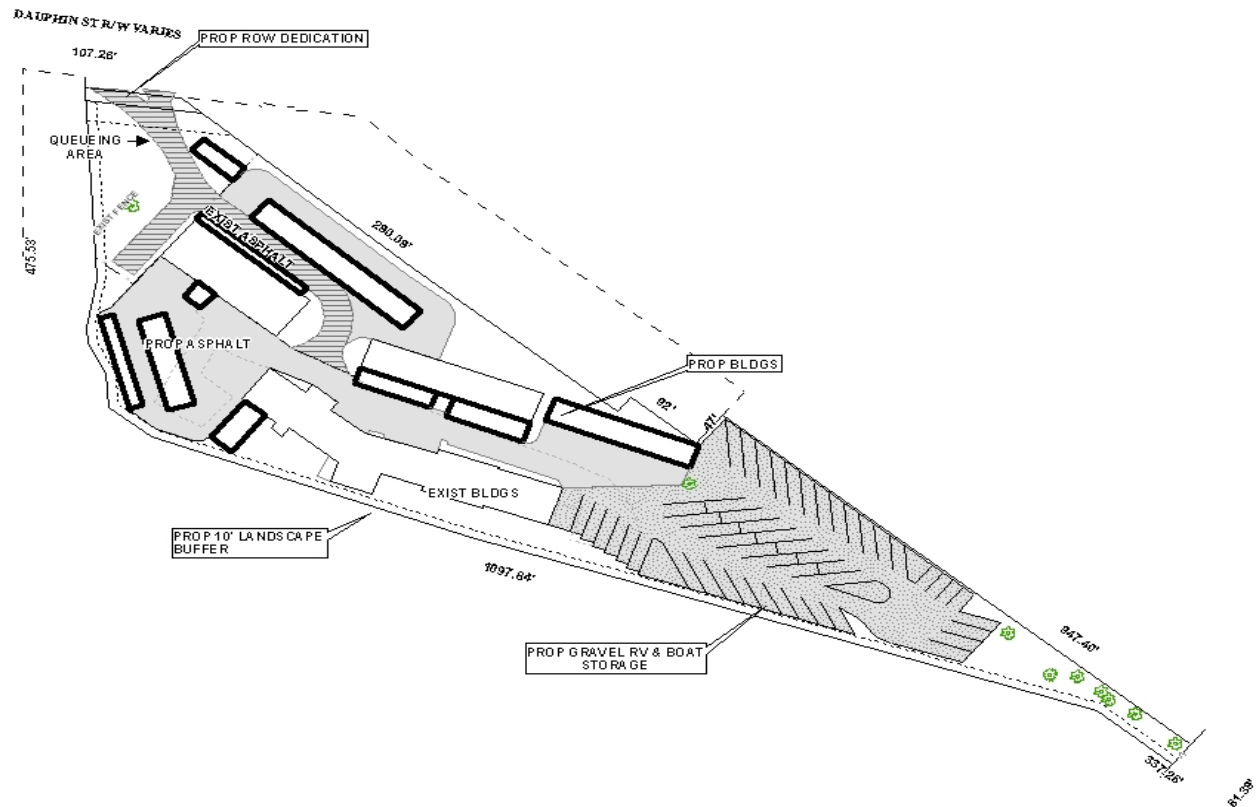 DAUPHIN ST R/W VARIES
107.26'
PROP ROW DEDICATION
QUEUEING
AREA
EXIST FENCE
475.53'
EXIST ASPHALT
290.09'
PROP ASPHALT
PROP BLDGS
92'
47'
EXIST BLDGS
PROP 10' LANDSCAPE
BUFFER
1097.64'
PROP GRAVEL RV & BOAT
STORAGE
847.40'
337.26'
81.39'